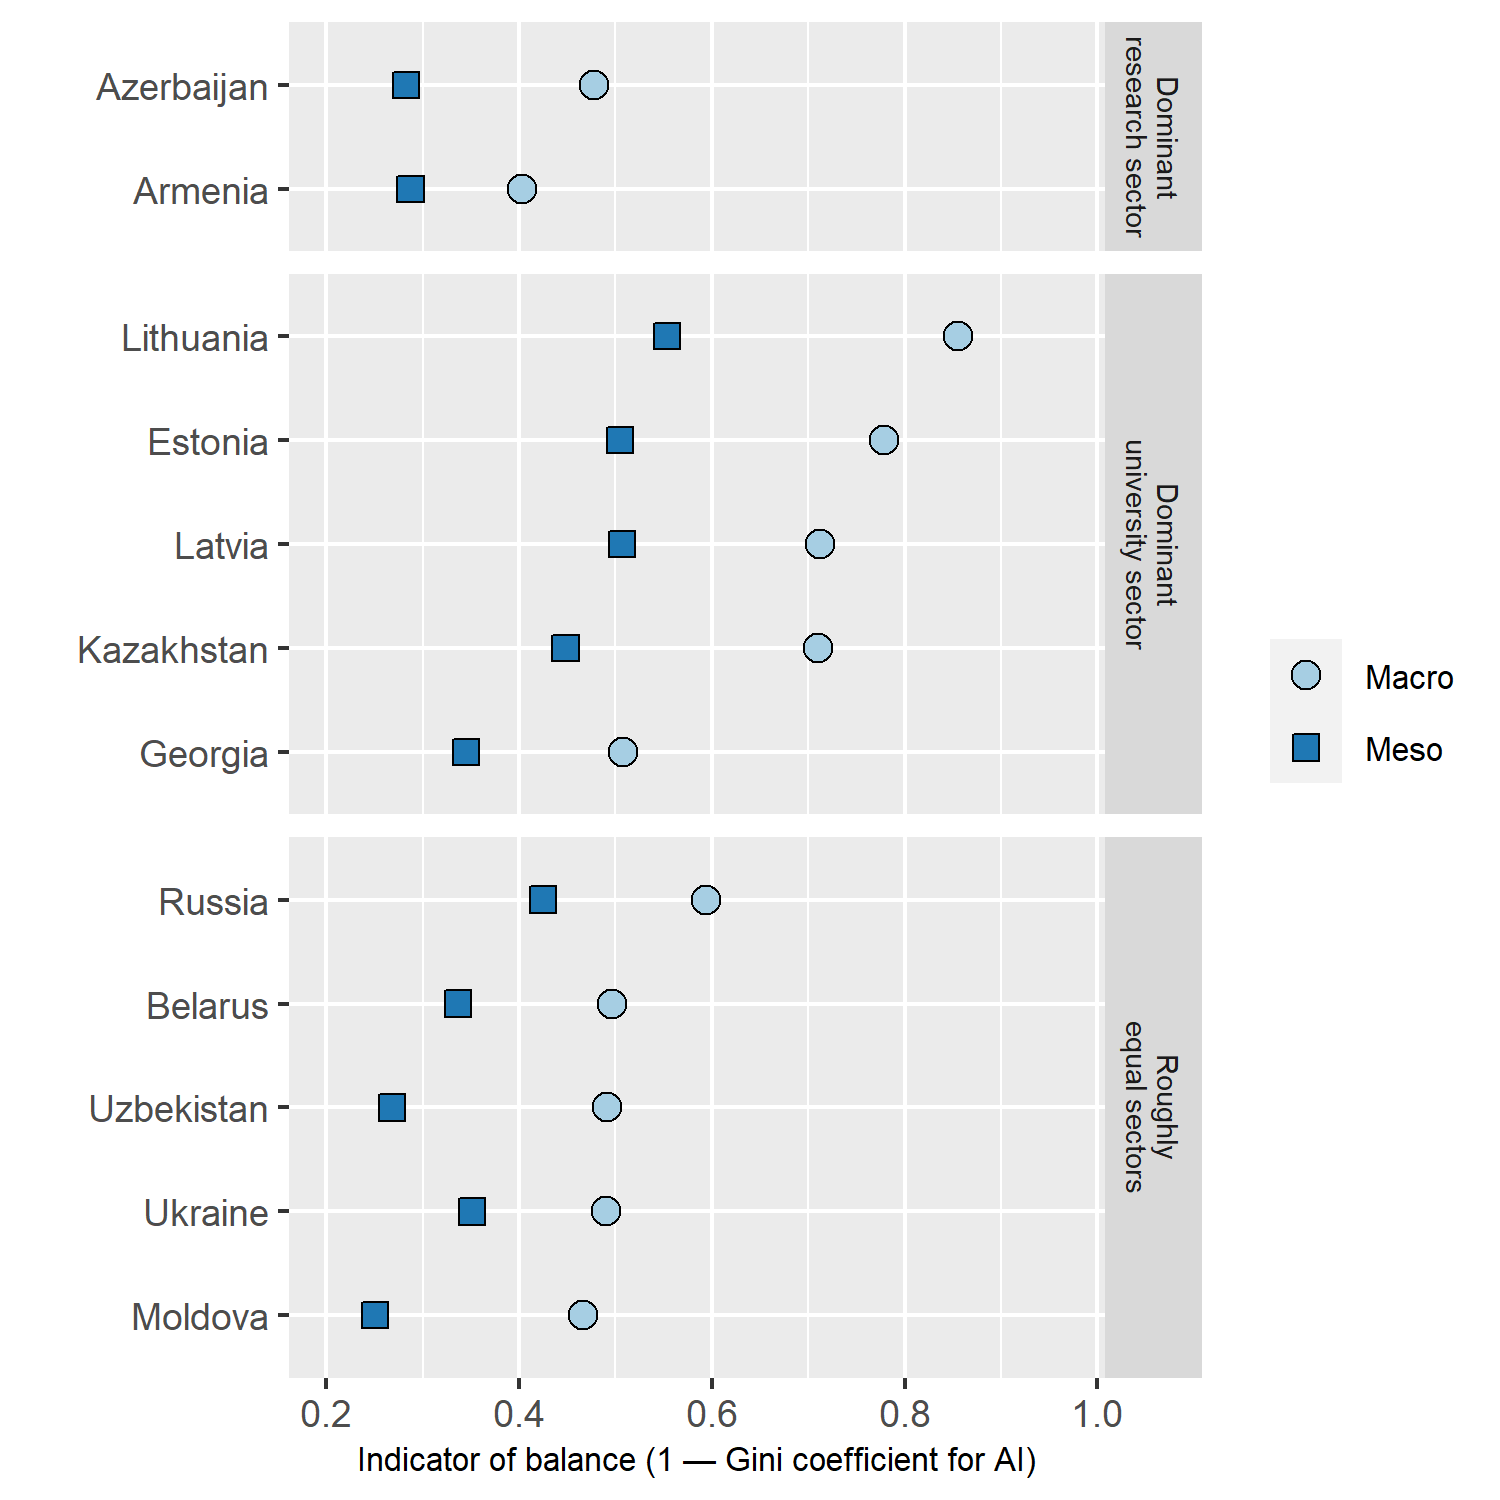 Azerbaijan
Armenia
Dominant
research sector
Lithuania
Estonia
Latvia
Kazakhstan
Georgia
Dominant
university sector
Russia
Belarus
Uzbekistan
Ukraine
Moldova
Roughly
equal sectors
0.2 0.4 0.6 0.8 1.0
Indicator of balance (1 — Gini coefficient for AI)
Macro
Meso